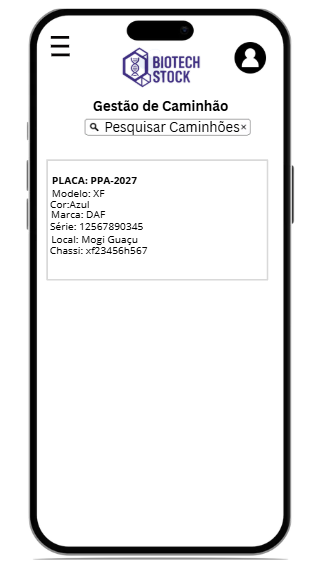 BIOTECH
STOCK
Gestão de Caminhão
Pesquisar Caminhões×
PLACA: PPA-2027
Modelo: XF
Cor:Azul
Marca: DAF
Série: 12567890345
Local: Mogi Guaçu
Chassi: xf23456h567